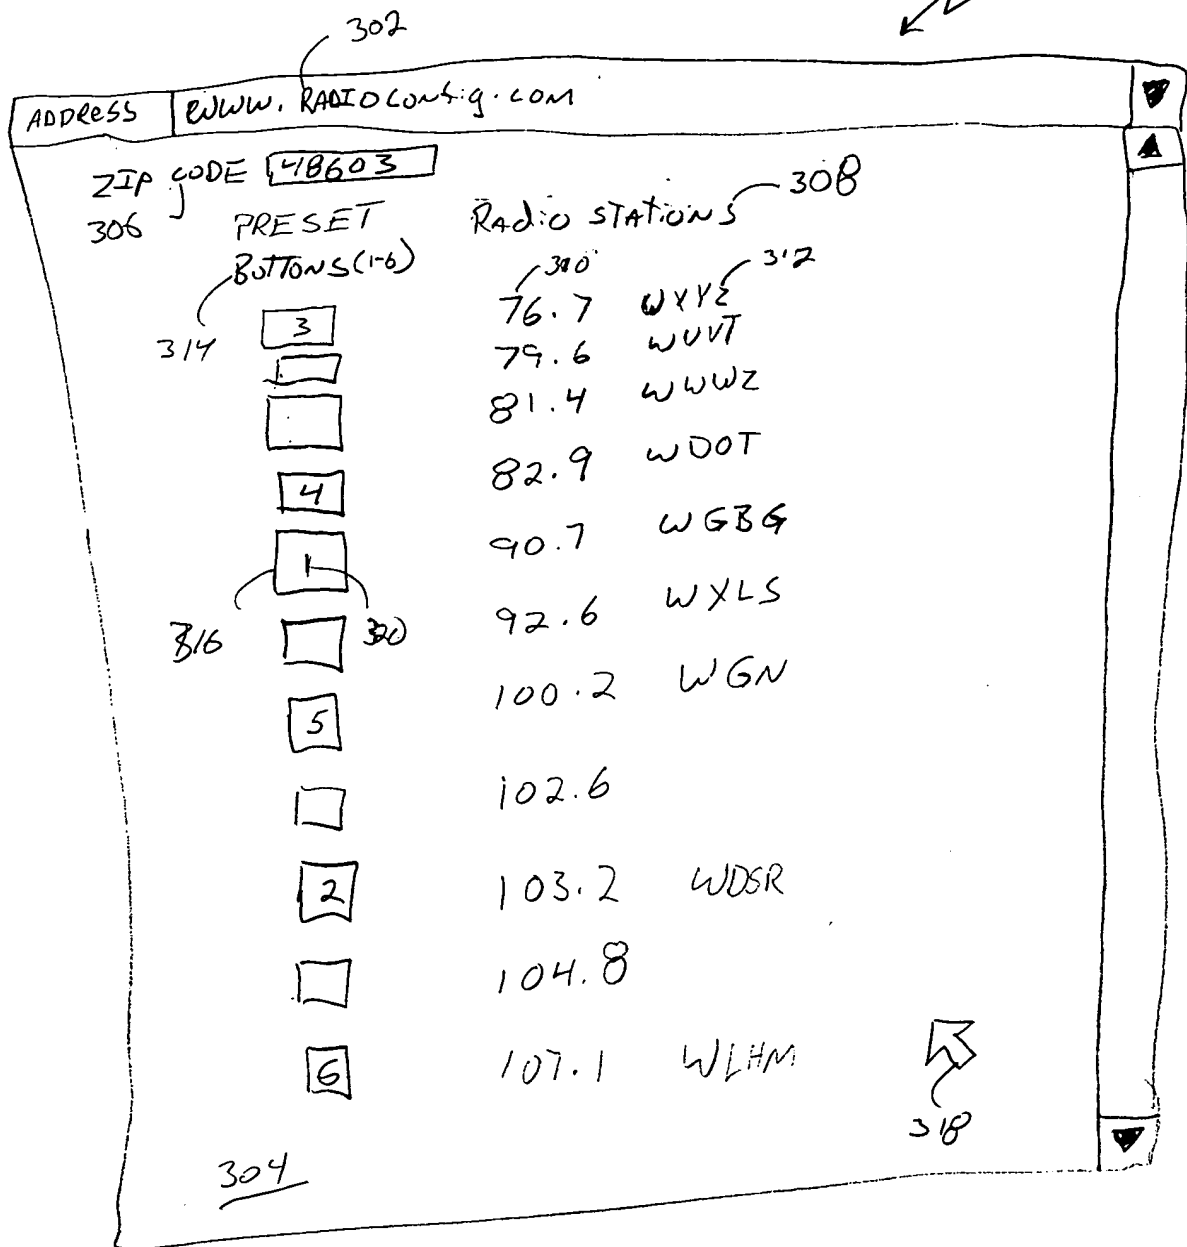 302
ADDRESS www.RADIOConfig.com
ZIP CODE 48603
306
308
PRESET Radio STATIONS
BUTTONS(1-6)
310 312
314
3 76.7 WXYZ
79.6 WUVT
81.4 WWWZ
4 82.9 WDOT
1 90.7 WGBG
316 320
92.6 WXLS
5 100.2 WGN
102.6
2 103.2 WDSR
104.8
6 107.1 WLHM
318
304